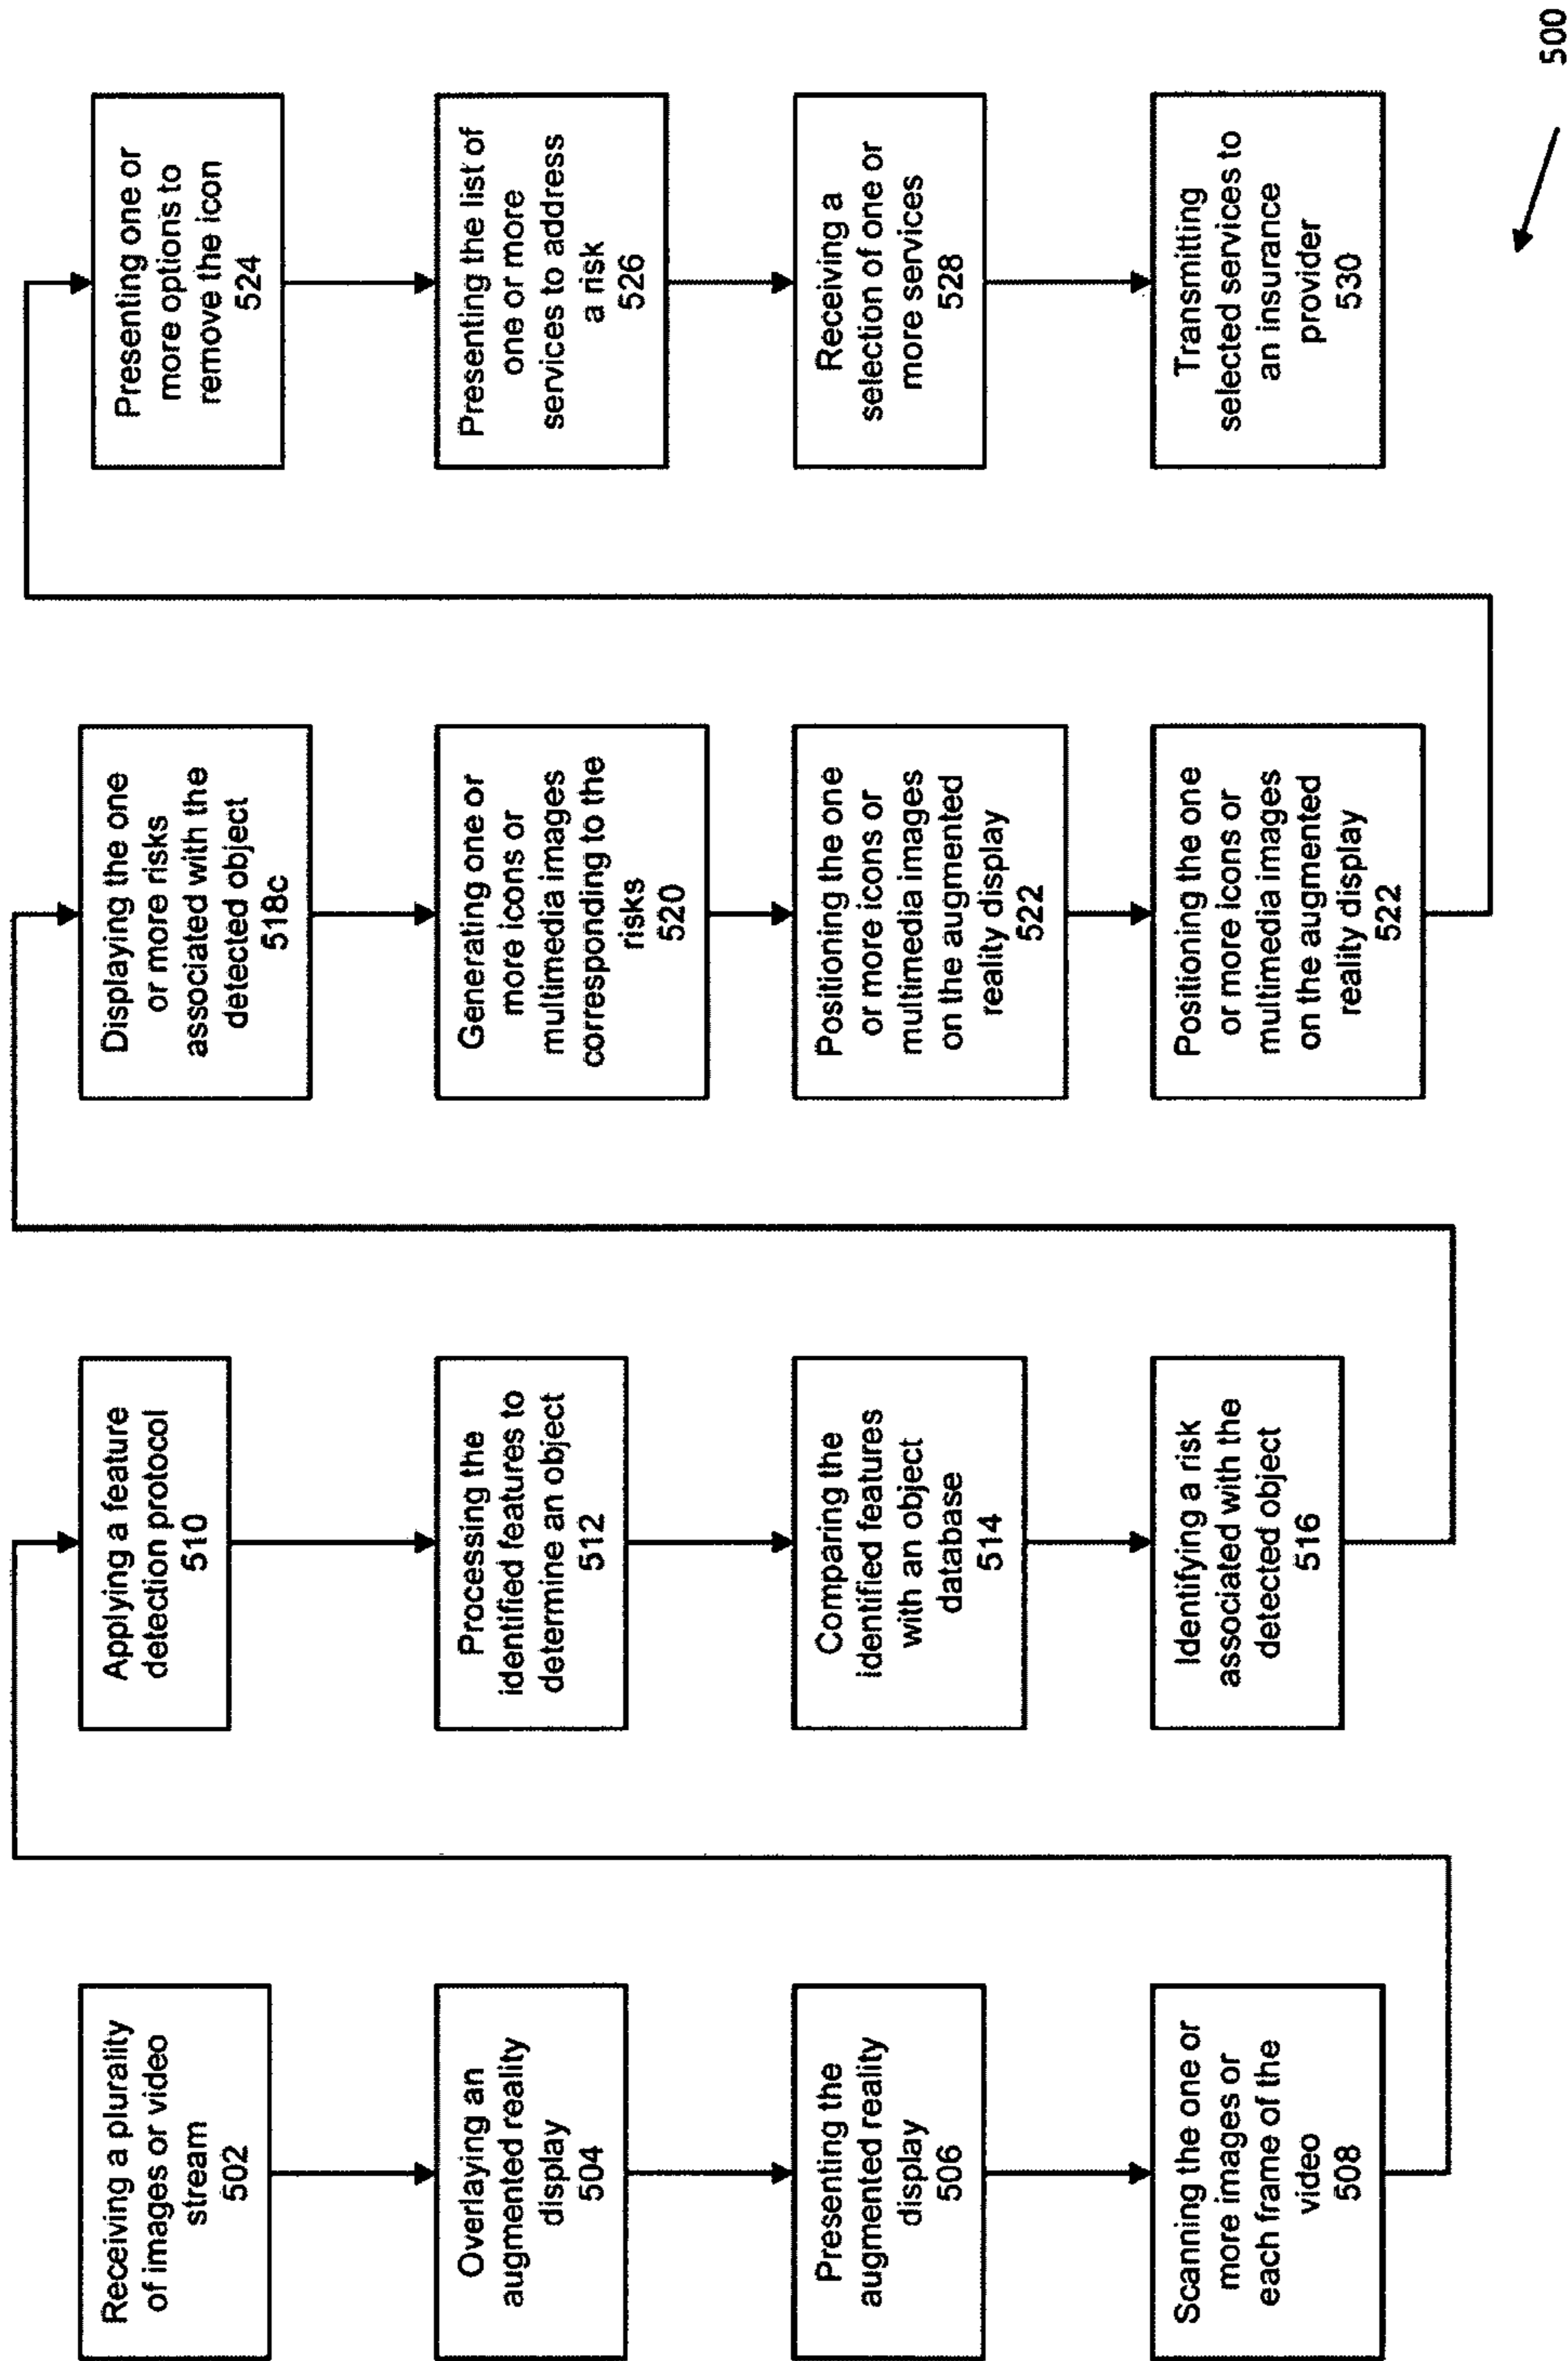 Receiving a plurality
of images or video
stream
502
Overlaying an
augmented reality
display
504
Presenting the
augmented reality
display
506
Scanning the one or
more images or
each frame of the
video
508
Applying a feature
detection protocol
510
Processing the
identified features to
determine an object
512
Comparing the
identified features
with an object
database
514
Identifying a risk
associated with the
detected object
516
Displaying the one
or more risks
associated with the
detected object
518c
Generating one or
more icons or
multimedia images
corresponding to the
risks
520
Positioning the one
or more icons or
multimedia images
on the augmented
reality display
522
Positioning the one
or more icons or
multimedia images
on the augmented
reality display
522
Presenting one or
more options to
remove the icon
524
Presenting the list of
one or more
services to address
a risk
526
Receiving a
selection of one or
more services
528
Transmitting
selected services to
an insurance
provider
530
500